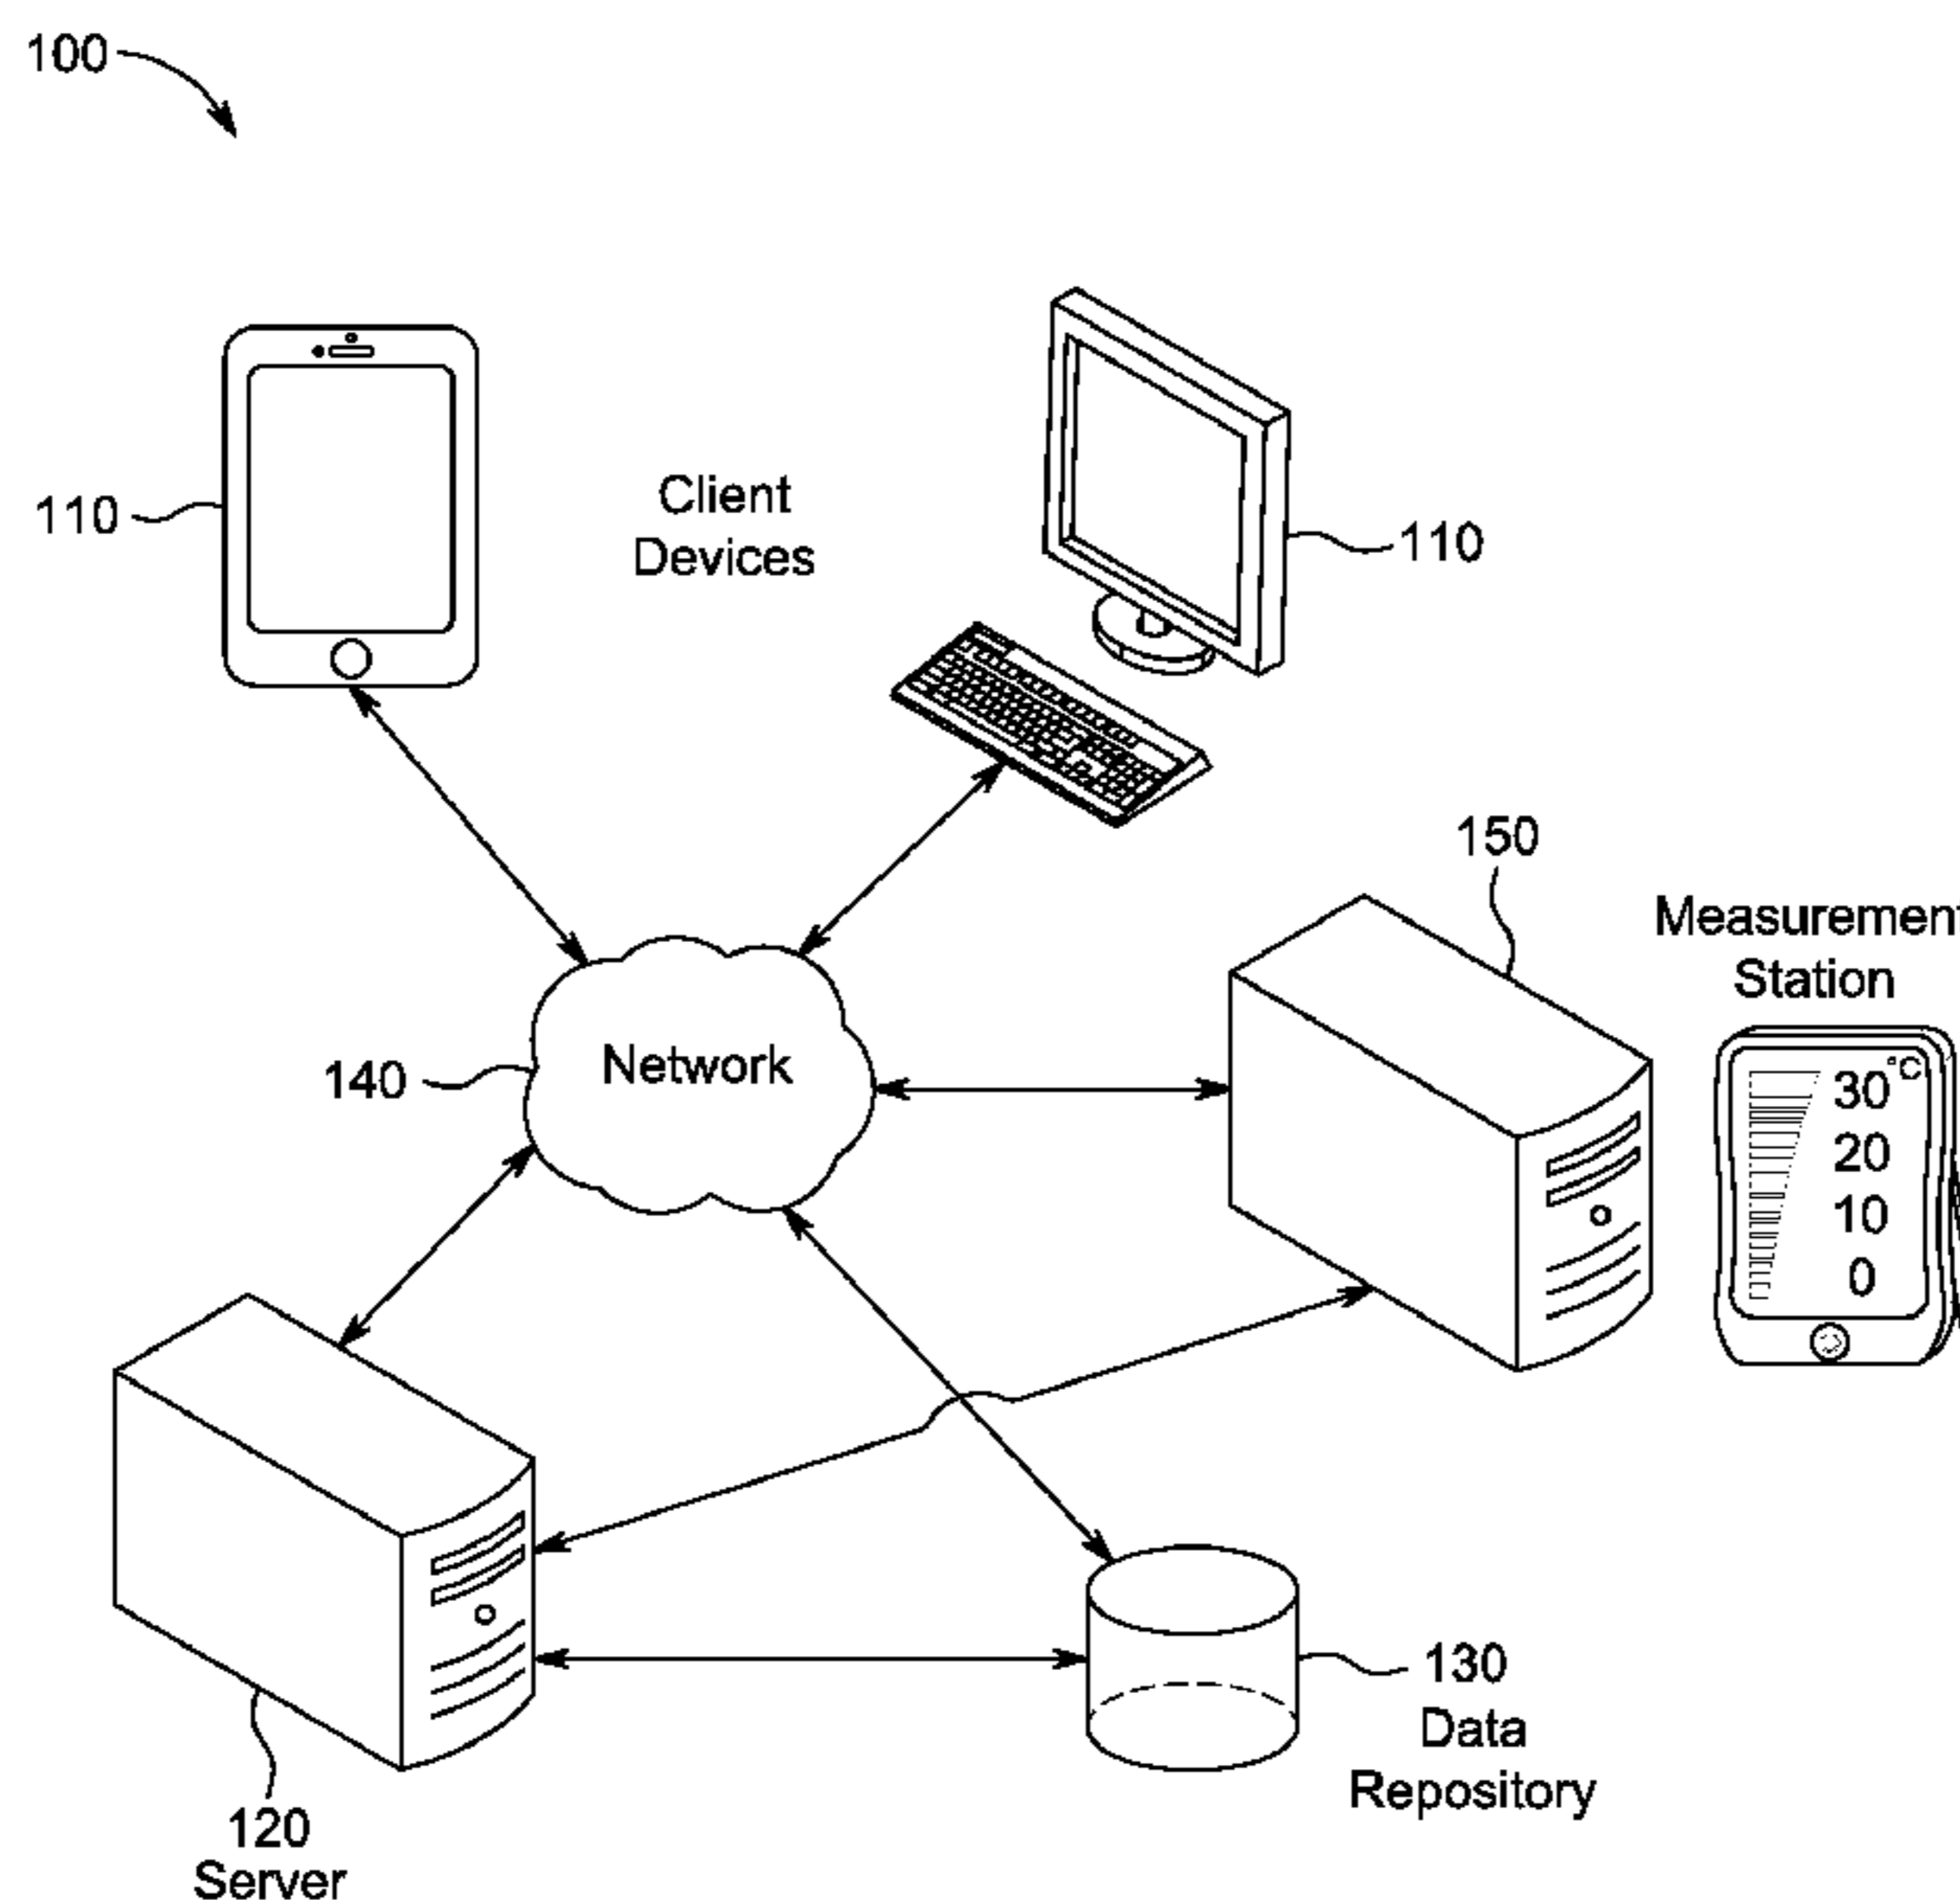 100
110
Client
Devices
110
150
Measurement
Station
140
Network
30°C
20
10
0
130
Data
Repository
120
Server